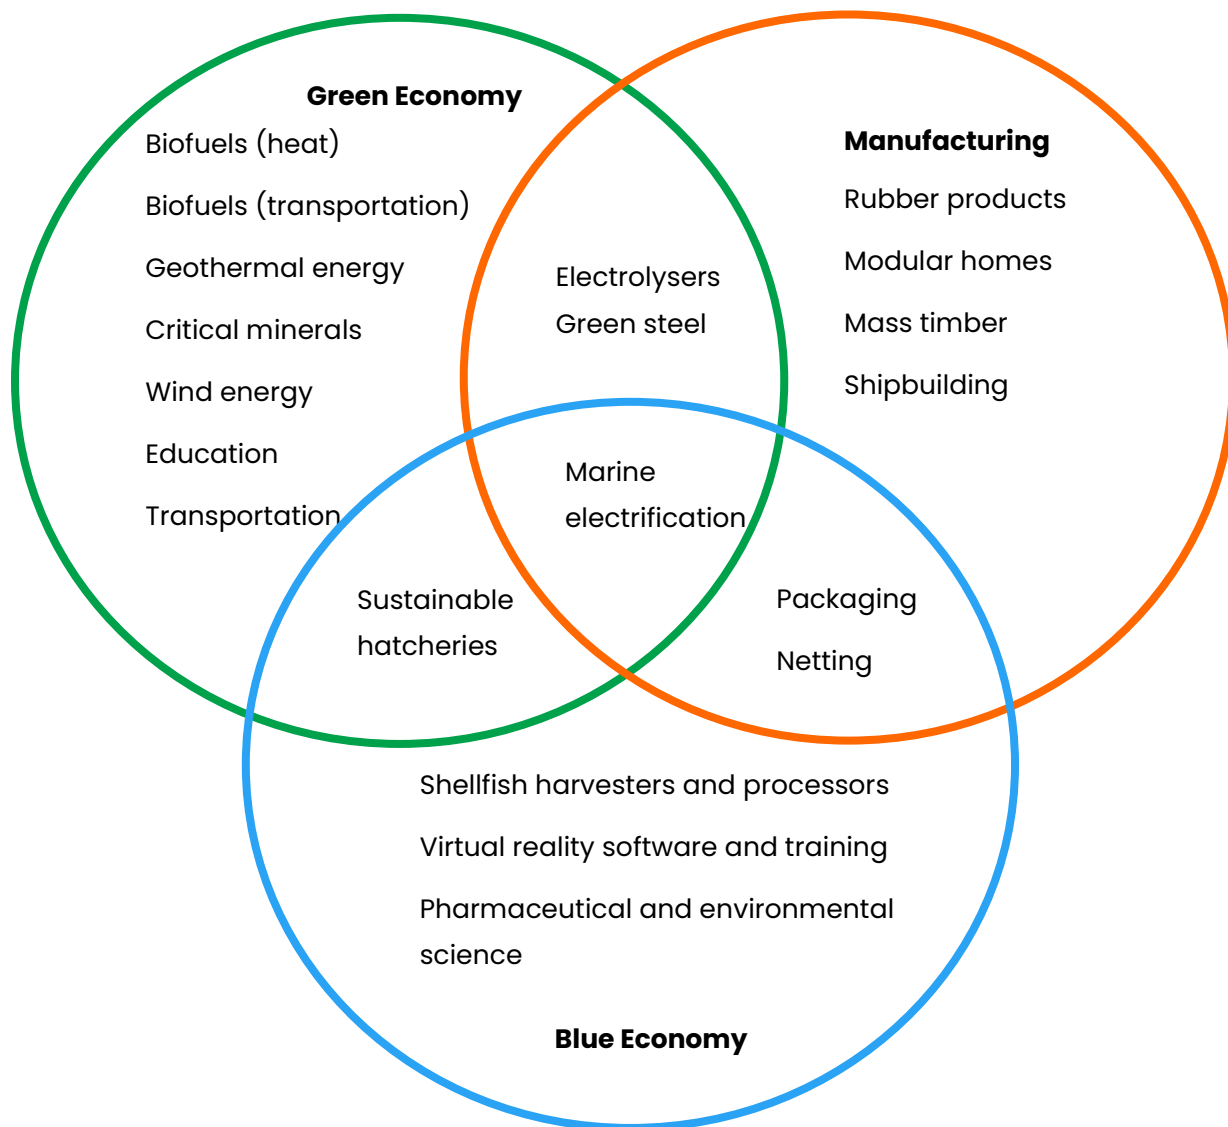 Green Economy
Biofuels (heat)
Biofuels (transportation)
Geothermal energy
Critical minerals
Wind energy
Education
Transportation
Manufacturing
Rubber products
Modular homes
Mass timber
Shipbuilding
Electrolysers
Green steel
Marine
electrification
Sustainable
hatcheries
Packaging
Netting
Shellfish harvesters and processors
Virtual reality software and training
Pharmaceutical and environmental
science
Blue Economy